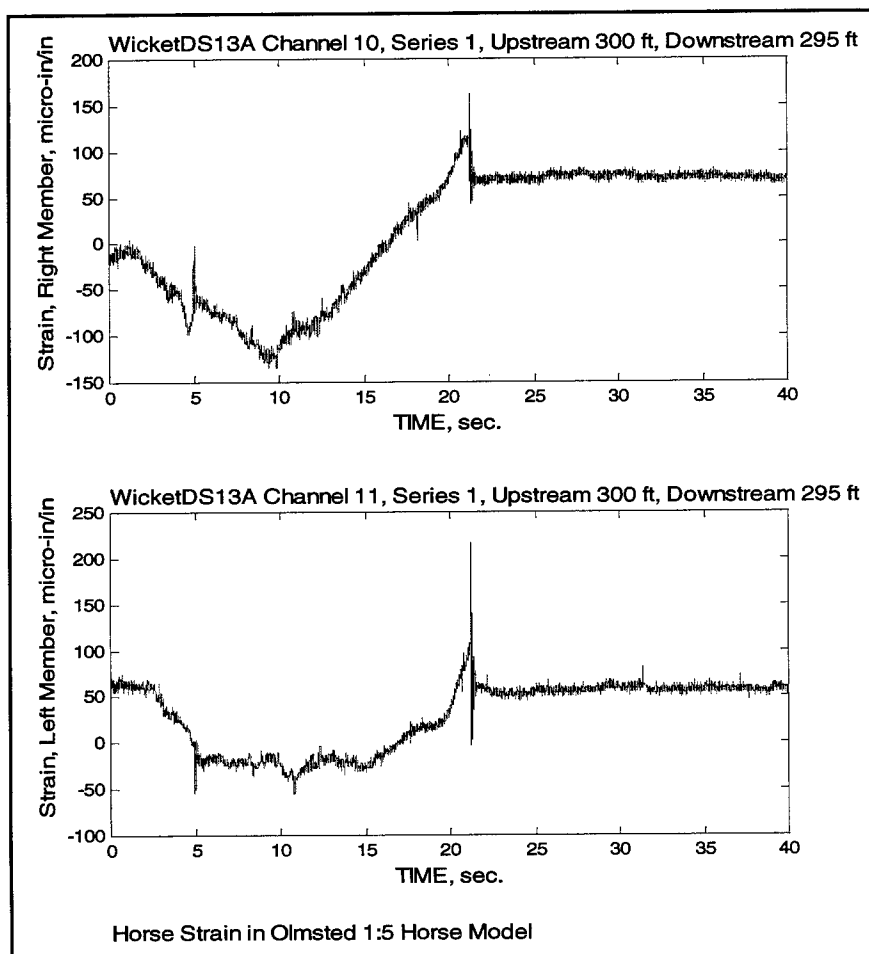 WicketDS13A Channel 10, Series 1, Upstream 300 ft, Downstream 295 ft
Strain, Right Member, micro-in/in
200
150
100
50
0
-50
-100
-150
0 5 10 15 20 25 30 35 40
TIME, sec.
WicketDS13A Channel 11, Series 1, Upstream 300 ft, Downstream 295 ft
Strain, Left Member, micro-in/in
250
200
150
100
50
0
-50
-100
0 5 10 15 20 25 30 35 40
TIME, sec.
Horse Strain in Olmsted 1:5 Horse Model